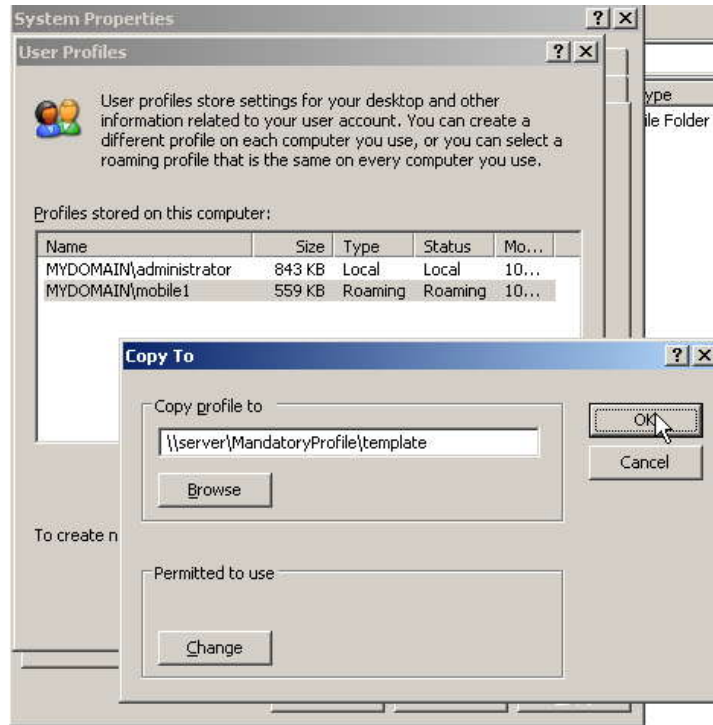 System Properties
User Profiles
User profiles store settings for your desktop and other
information related to your user account. You can create a
different profile on each computer you use, or you can select a
roaming profile that is the same on every computer you use.
Profiles stored on this computer:
Name Size Type Status Mo...
MYDOMAIN\administrator 843 KB Local Local 10...
MYDOMAIN\mobile1 559 KB Roaming Roaming 10...
ype
ile Folder
Copy To
Copy profile to
\\server\MandatoryProfile\template
OK
Cancel
Browse
To create n
Permitted to use
Change